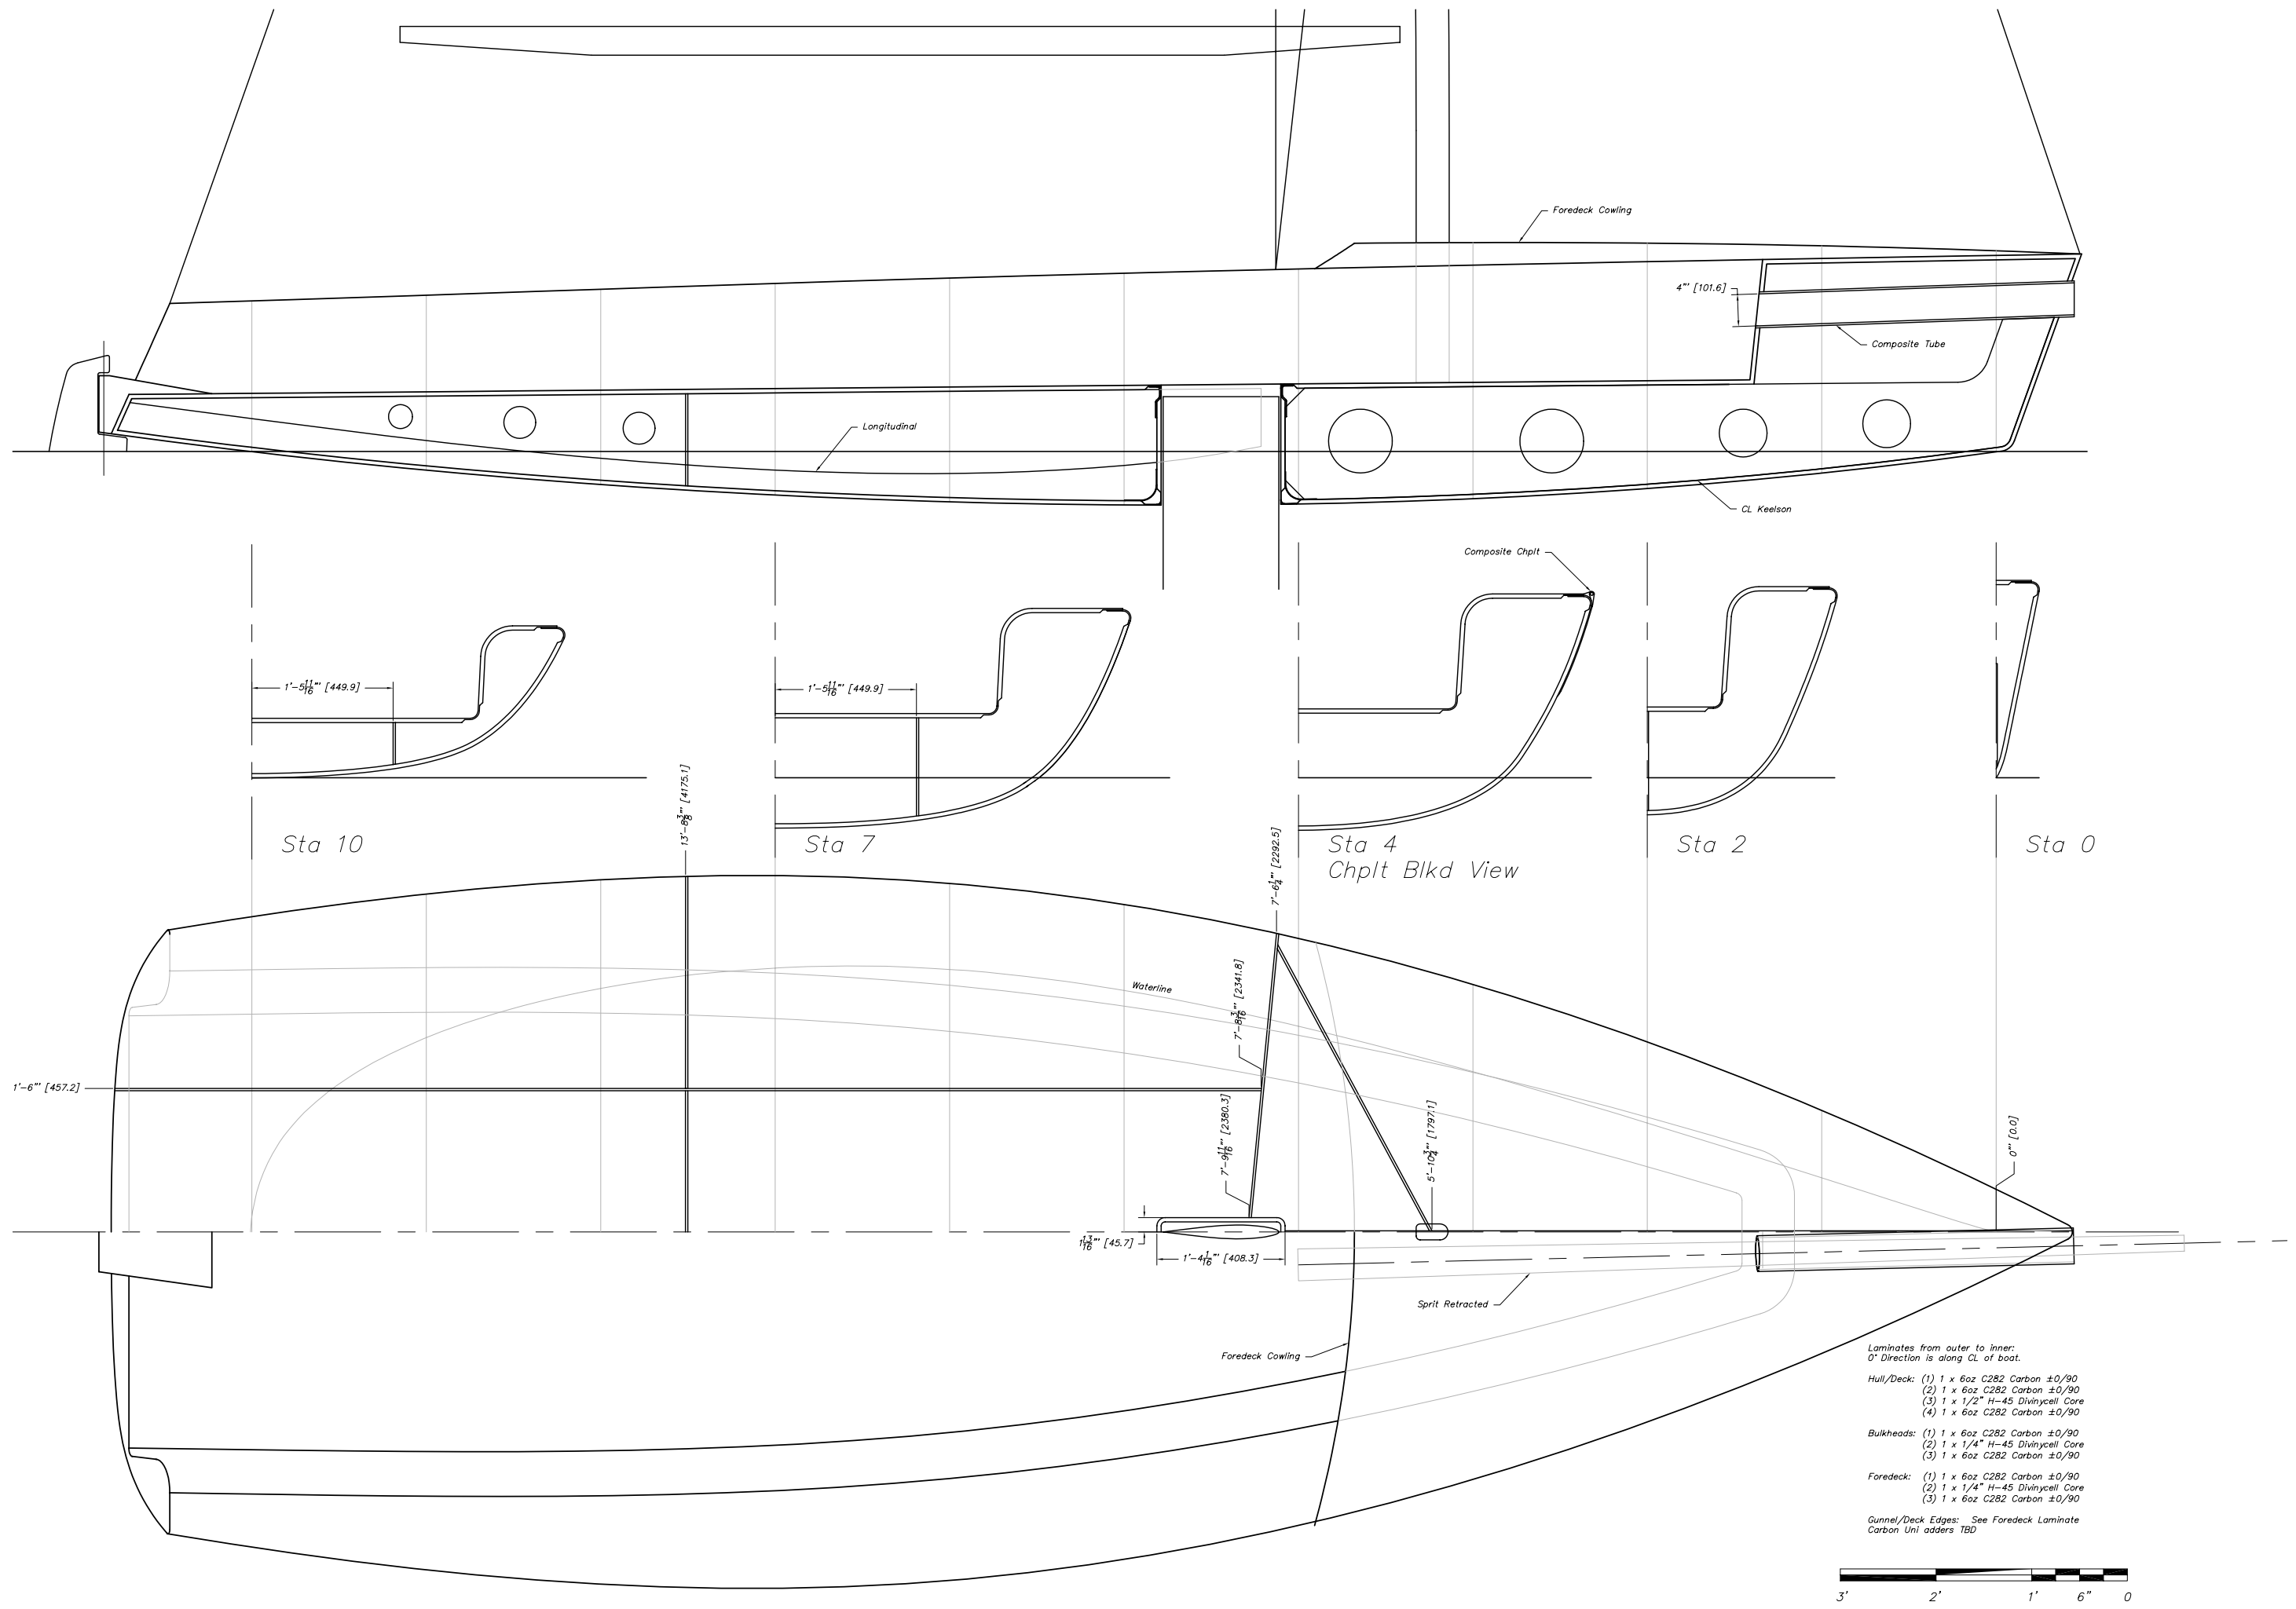 Foredeck Cowling
4"' [101.6]
Composite Tube
Longitudinal
CL Keelson
Composite Chplt
1'-5 11/16"' [449.9]
1'-5 11/16"' [449.9]
Sta 10
Sta 7
Sta 4
Chplt Blkd View
Sta 2
Sta 0
13'-8 3/8"' [4175.1]
7'-6 1/4"' [2292.5]
Waterline
7'-8 3/16"' [2341.8]
1'-6"' [457.2]
7'-9 11/16"' [2380.3]
5'-10 3/4"' [1797.1]
0"' [0.0]
1 13/16"' [45.7]
1'-4 1/16"' [408.3]
Sprit Retracted
Foredeck Cowling
Laminates from outer to inner:
0° Direction is along CL of boat.
Hull/Deck: (1) 1 x 6oz C282 Carbon ±0/90
(2) 1 x 6oz C282 Carbon ±0/90
(3) 1 x 1/2" H-45 Divinycell Core
(4) 1 x 6oz C282 Carbon ±0/90
Bulkheads: (1) 1 x 6oz C282 Carbon ±0/90
(2) 1 x 1/4" H-45 Divinycell Core
(3) 1 x 6oz C282 Carbon ±0/90
Foredeck: (1) 1 x 6oz C282 Carbon ±0/90
(2) 1 x 1/4" H-45 Divinycell Core
(3) 1 x 6oz C282 Carbon ±0/90
Gunnel/Deck Edges: See Foredeck Laminate
Carbon Uni adders TBD
3' 2' 1' 6" 0